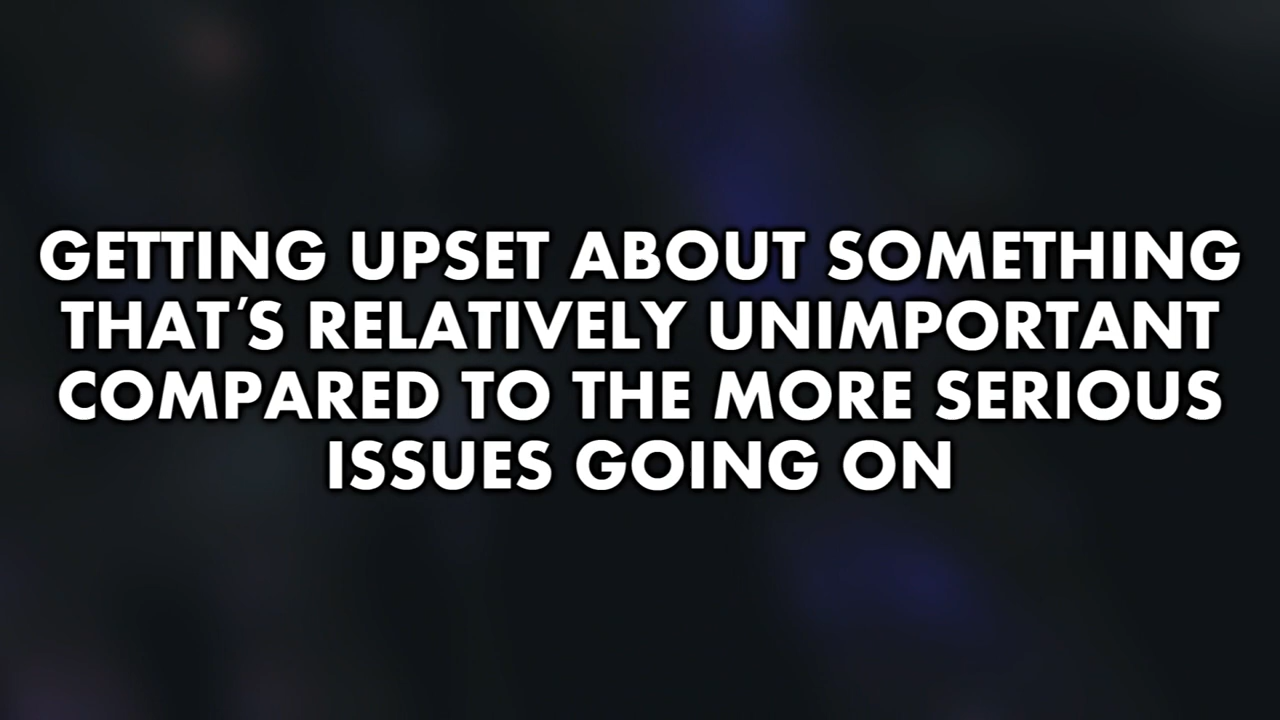 GETTING UPSET ABOUT SOMETHING
THAT'S RELATIVELY UNIMPORTANT
COMPARED TO THE MORE SERIOUS
ISSUES GOING ON